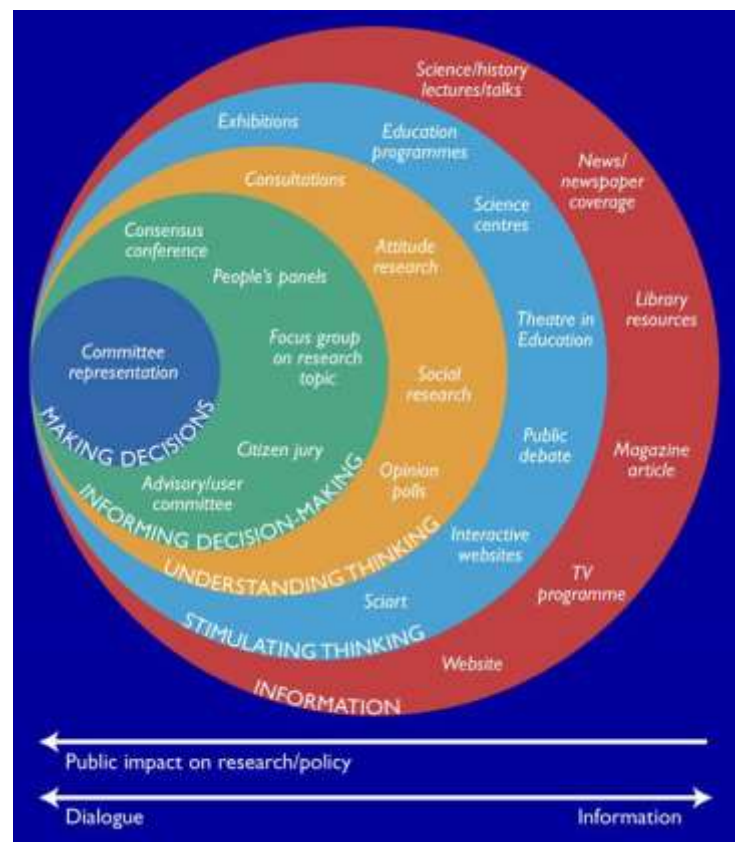 Science/history
lectures/talks
Exhibitions
Education
programmes
News/
newspaper
coverage
Consultations
Science
centres
Consensus
conference
Attitude
research
People's panels
Library
resources
Theatre in
Education
Focus group
on research
topic
Committee
representation
Social
research
MAKING DECISIONS
Public
debate
Magazine
article
Citizen jury
Opinion
polls
Advisory/user
committee
INFORMING DECISION-MAKING
Interactive
websites
UNDERSTANDING THINKING
TV
programme
Sciart
STIMULATING THINKING
Website
INFORMATION
Public impact on research/policy
Dialogue
Information